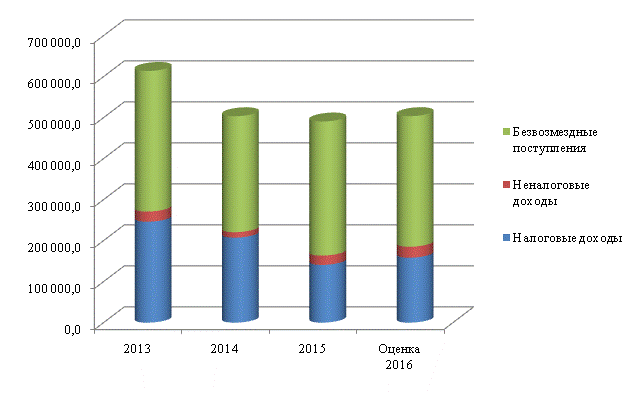 700 000,0
600 000,0
500 000,0
400 000,0
300 000,0
200 000,0
100 000,0
0,0
2013
2014
2015
Оценка
2016
Безвозмездные
поступления
Неналоговые
доходы
Налоговые доходы